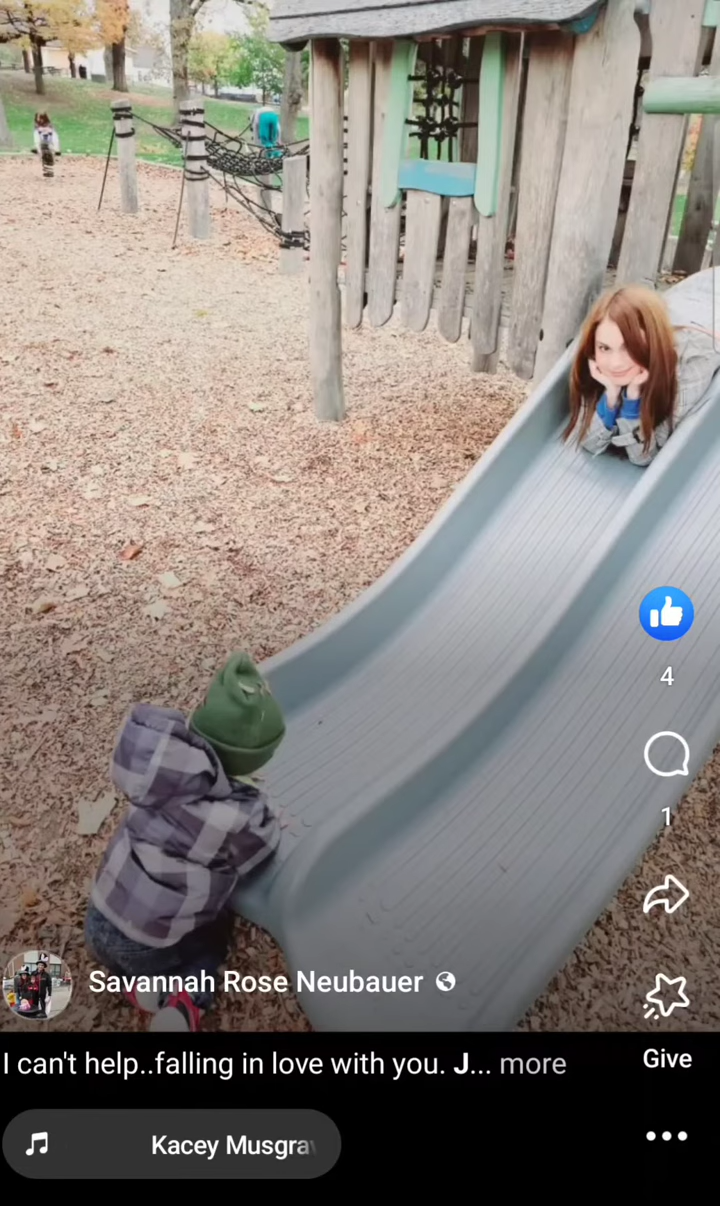 4
1
Savannah Rose Neubauer
I can't help..falling in love with you. J... more
Give
Kacey Musgra